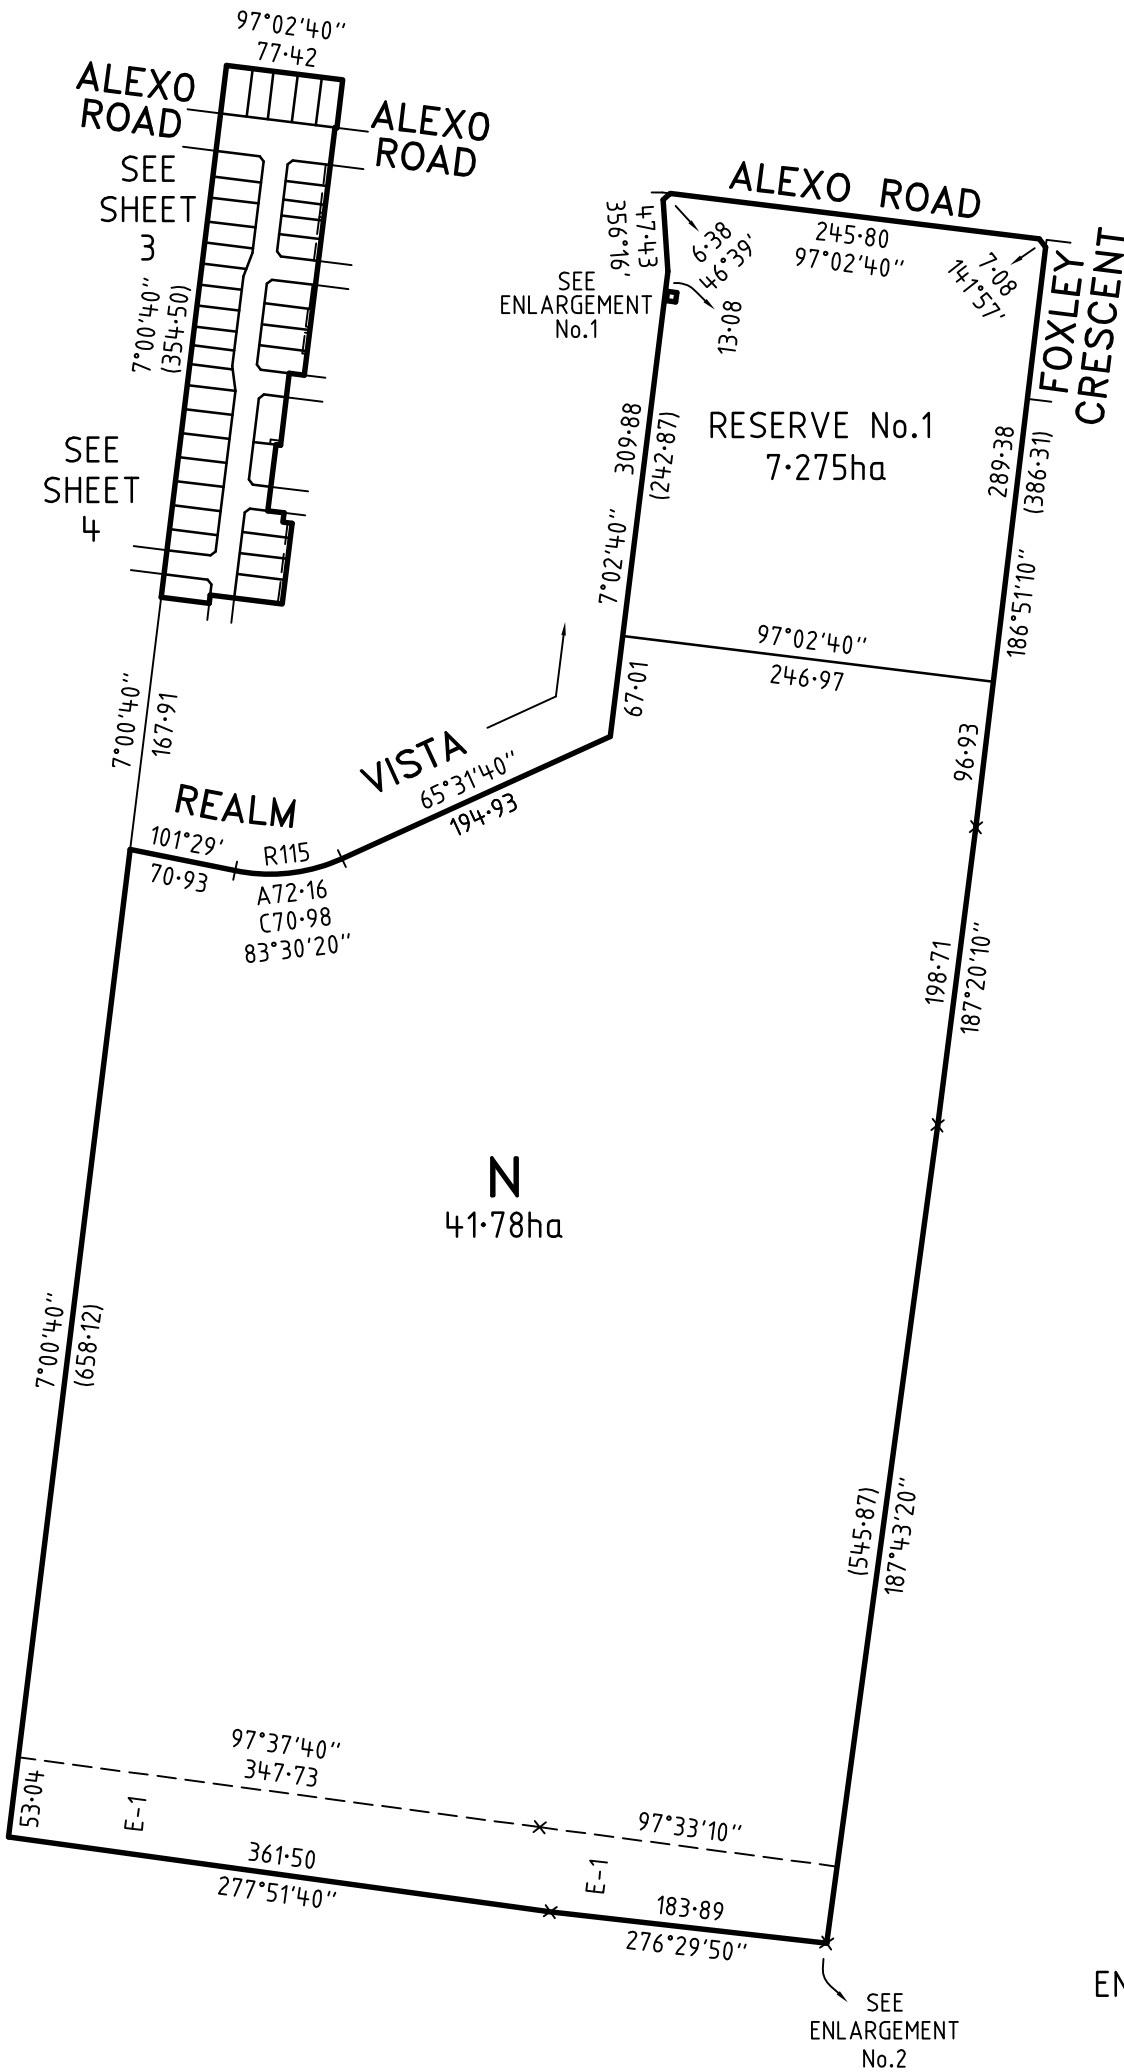 97°02'40''
77·42
ALEXO
ROAD
ALEXO
ROAD
SEE
SHEET
3
7°00'40''
(354·50)
SEE
SHEET
4
ALEXO ROAD
245·80
97°02'40''
47·43
356°16'
6·38
46°39'
7·08
141°57'
FOXLEY
CRESCENT
SEE
ENLARGEMENT
No.1
13·08
RESERVE No.1
7·275ha
309·88
(242·87)
7°02'40''
289·38
(386·31)
186°51'10''
97°02'40''
246·97
67·01
7°00'40''
167·91
REALM
VISTA
65°31'40''
194·93
101°29'
70·93
R115
A72·16
C70·98
83°30'20''
96·93
198·71
187°20'10''
N
41·78ha
7°00'40''
(658·12)
(545·87)
187°43'20''
97°37'40''
347·73
97°33'10''
53·04
E-1
E-1
361·50
277°51'40''
183·89
276°29'50''
SEE
ENLARGEMENT
No.2
EN